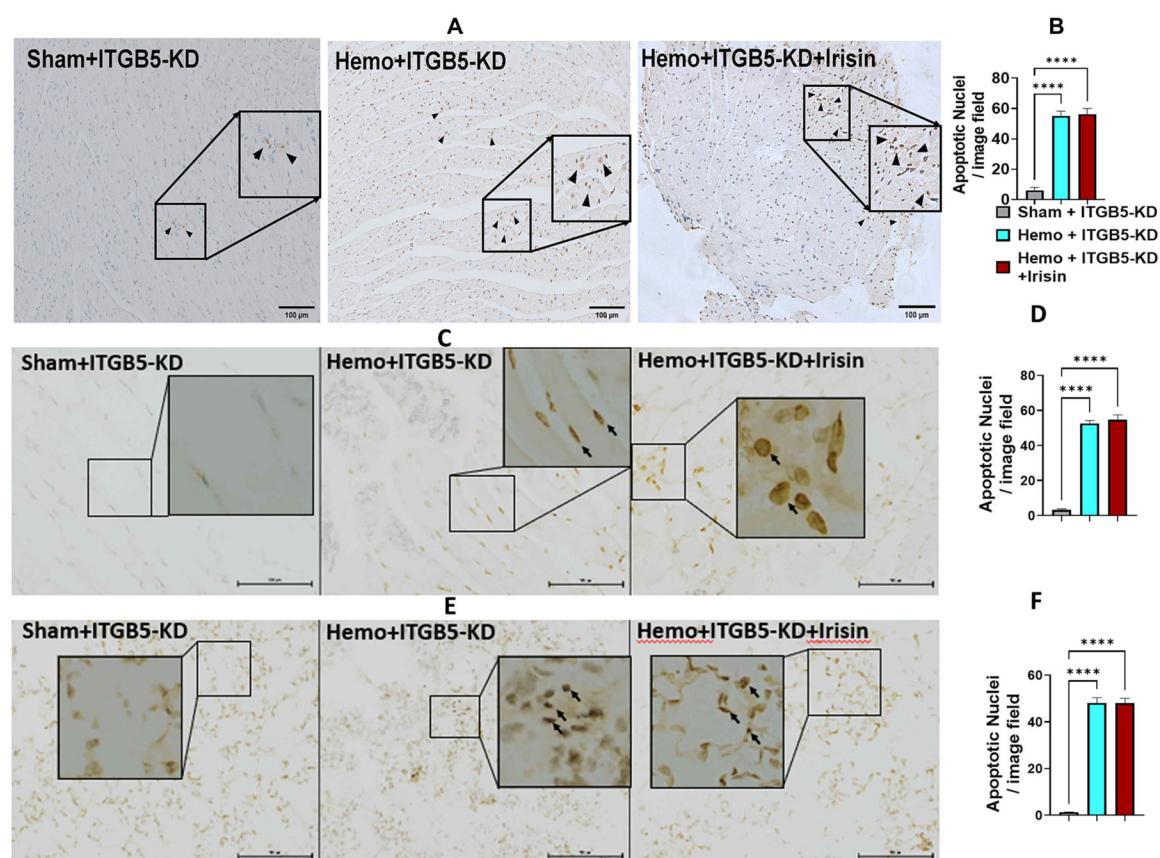 A
Sham+ITGB5-KD
Hemo+ITGB5-KD
Hemo+ITGB5-KD+Irisin
100 µm
100 µm
100 µm
B
Apoptotic Nuclei
/ image field
80
60
40
20
0
****
****
Sham + ITGB5-KD
Hemo + ITGB5-KD
Hemo + ITGB5-KD
+Irisin
C
Sham+ITGB5-KD
Hemo+ITGB5-KD
Hemo+ITGB5-KD+Irisin
100 µm
D
Apoptotic Nuclei
/ image field
80
60
40
20
0
****
****
E
Sham+ITGB5-KD
Hemo+ITGB5-KD
Hemo+ITGB5-KD+Irisin
F
Apoptotic Nuclei
/ image field
60
40
20
0
****
****